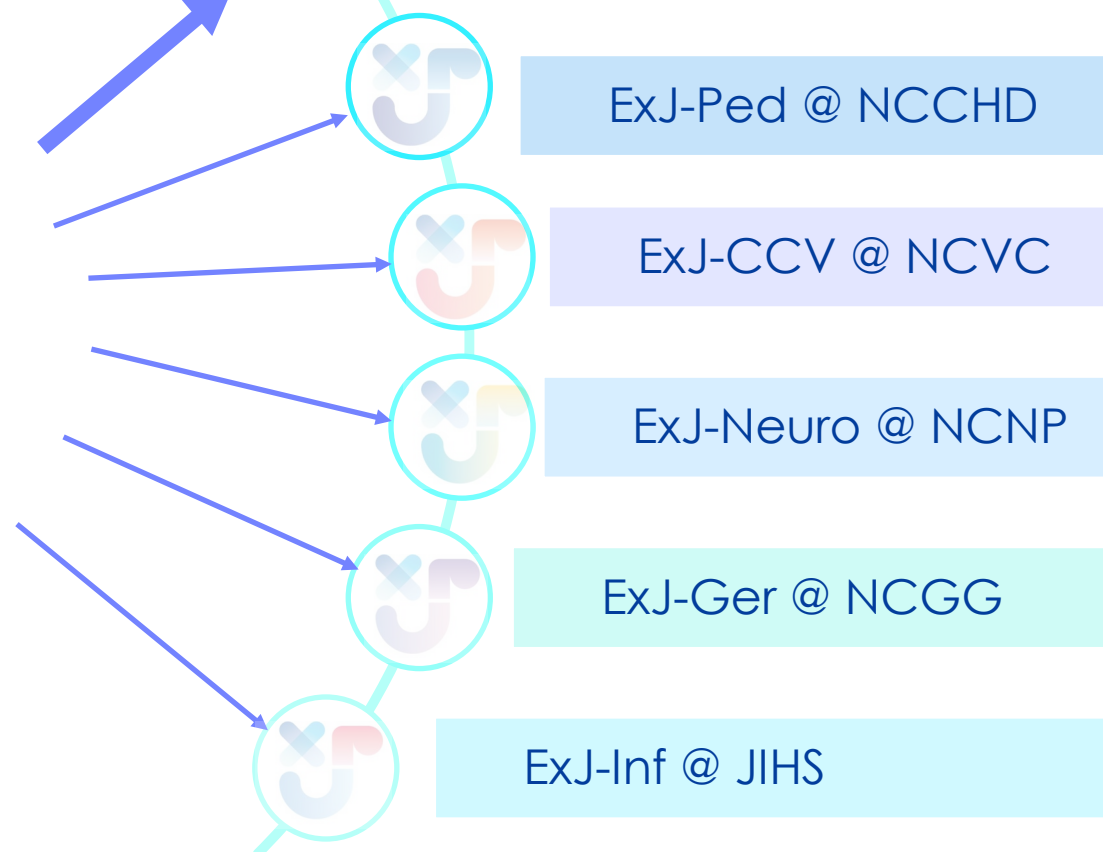 ExJ-Ped @ NCCHD
ExJ-CCV @ NCVC
ExJ-Neuro @ NCNP
ExJ-Ger @ NCGG
ExJ-Inf @ JIHS